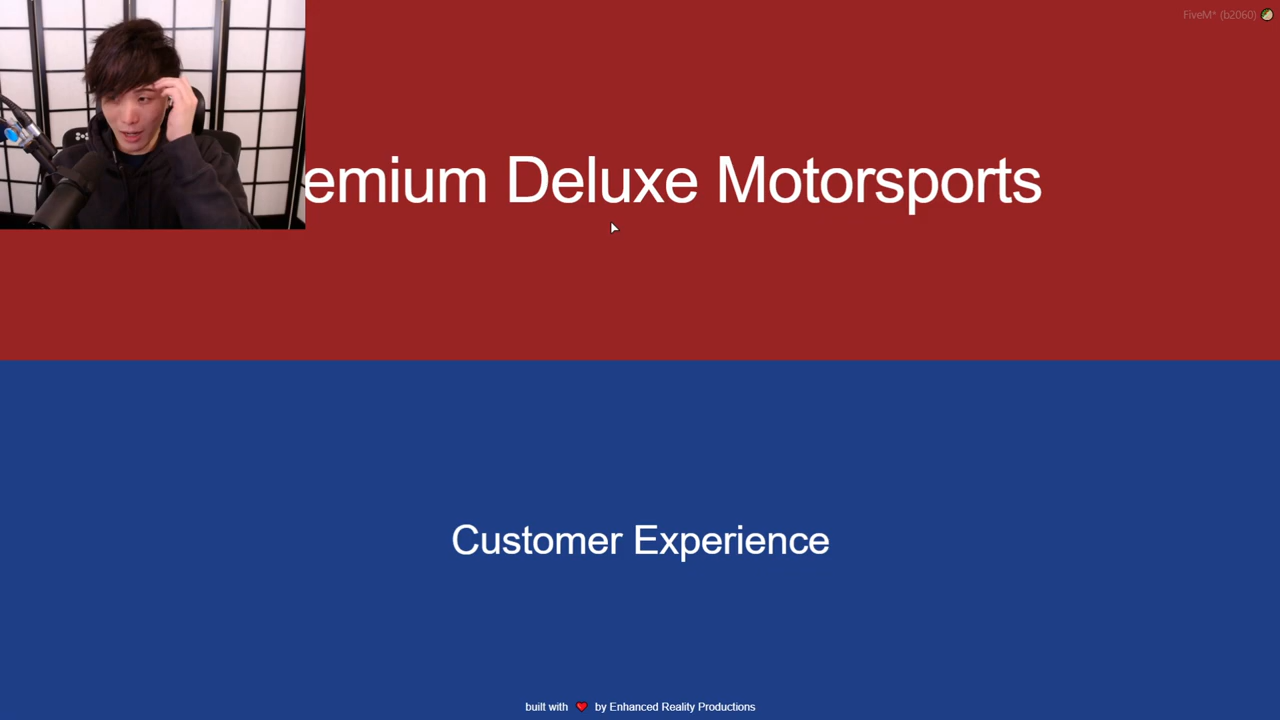 FiveM* (b2060)
emium Deluxe Motorsports
Customer Experience
built with ❤ by Enhanced Reality Productions